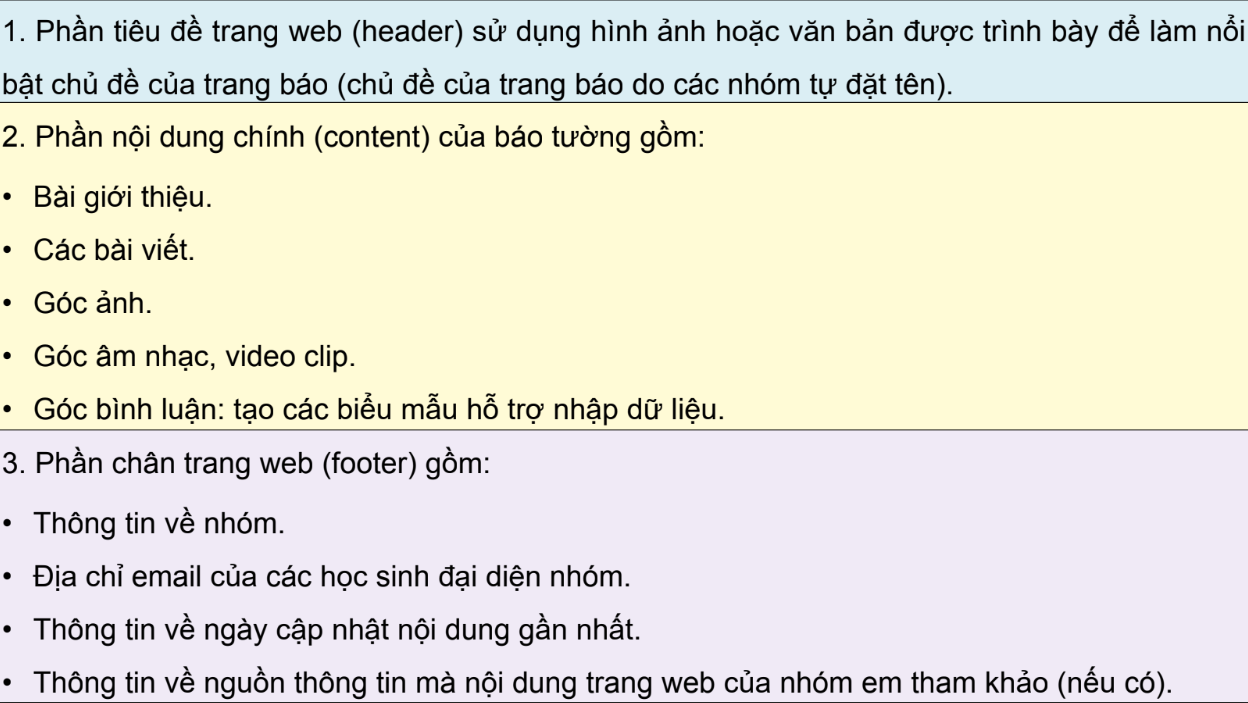 1. Phần tiêu đề trang web (header) sử dụng hình ảnh hoặc văn bản được trình bày để làm nổi
bật chủ đề của trang báo (chủ đề của trang báo do các nhóm tự đặt tên).
2. Phần nội dung chính (content) của báo tường gồm:
• Bài giới thiệu.
• Các bài viết.
• Góc ảnh.
• Góc âm nhạc, video clip.
• Góc bình luận: tạo các biểu mẫu hỗ trợ nhập dữ liệu.
3. Phần chân trang web (footer) gồm:
• Thông tin về nhóm.
• Địa chỉ email của các học sinh đại diện nhóm.
• Thông tin về ngày cập nhật nội dung gần nhất.
• Thông tin về nguồn thông tin mà nội dung trang web của nhóm em tham khảo (nếu có).